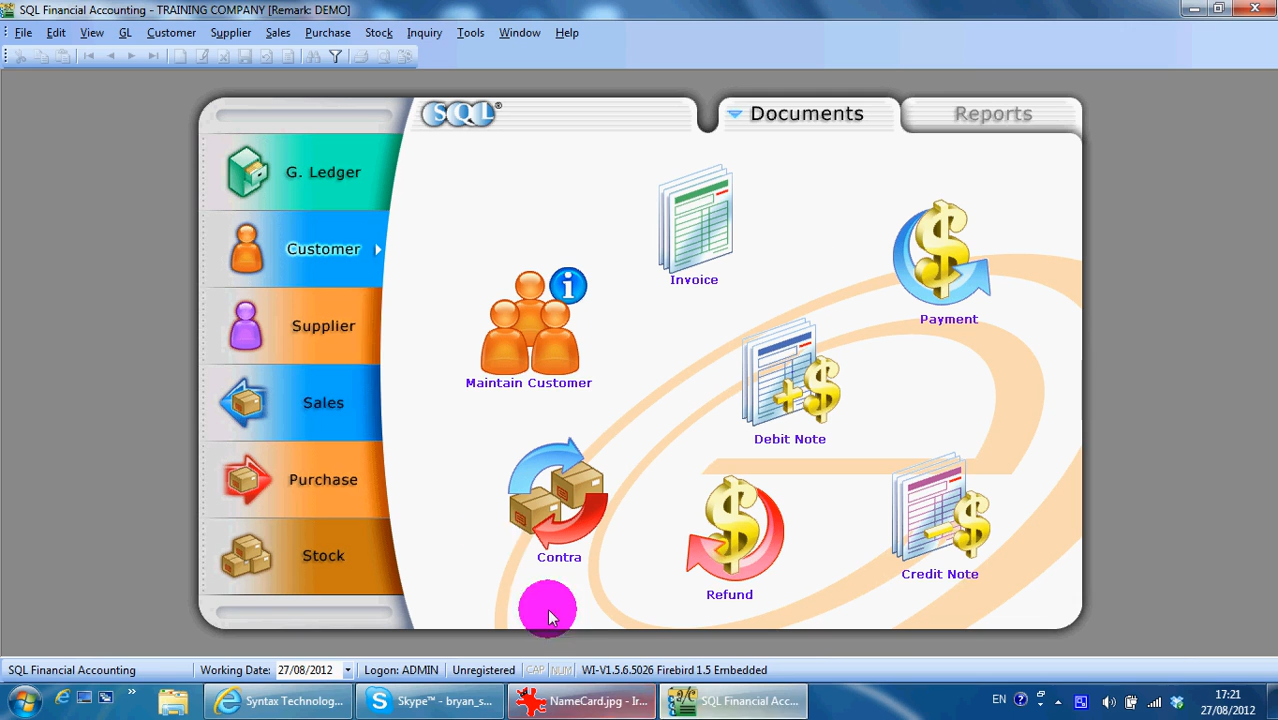 SQL Financial Accounting - TRAINING COMPANY [Remark: DEMO]
File Edit View GL Customer Supplier Sales Purchase Stock Inquiry Tools Window Help
SQL®
Documents
Reports
G. Ledger
Customer
Supplier
Sales
Purchase
Stock
Invoice
Payment
Maintain Customer
Debit Note
Contra
Refund
Credit Note
SQL Financial Accounting Working Date: 27/08/2012 Logon: ADMIN Unregistered CAP NUM WI-V1.5.6.5026 Firebird 1.5 Embedded
Syntax Technolog... Skype™ - bryan_s... NameCard.jpg - Ir... SQL Financial Acc... EN 17:21
27/08/2012